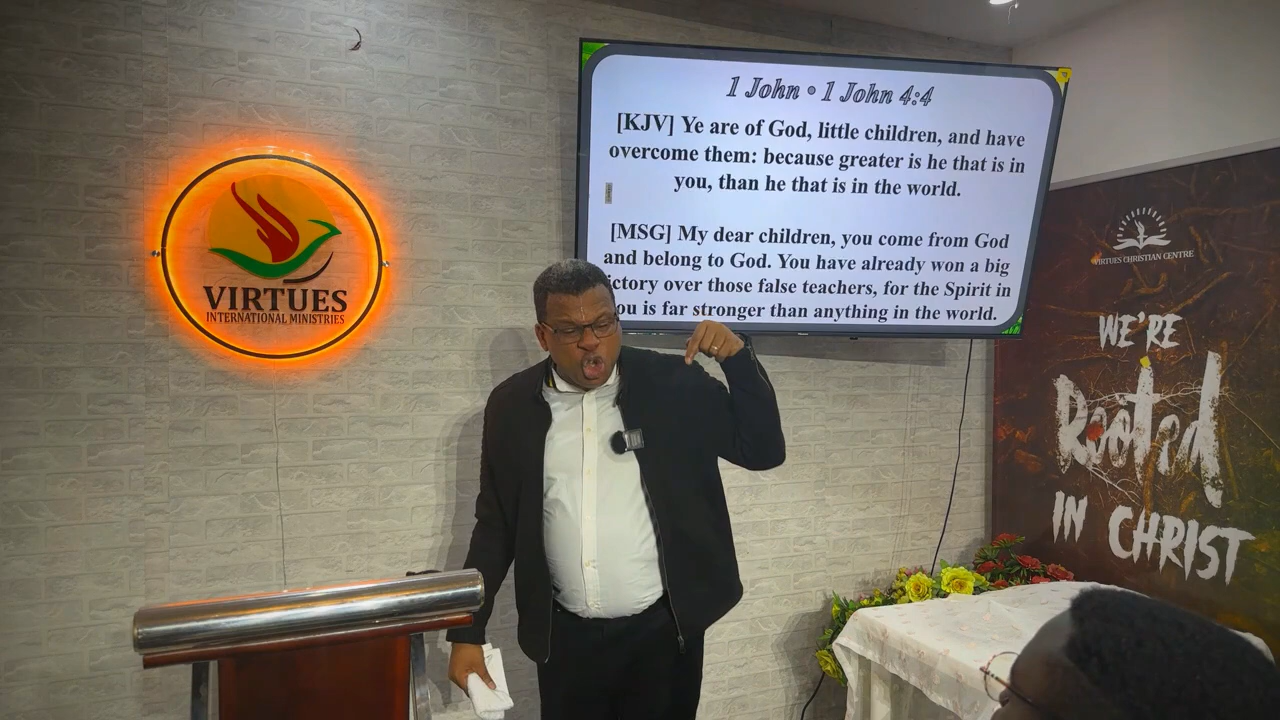 1 John • 1 John 4:4
[KJV] Ye are of God, little children, and have
overcome them: because greater is he that is in
you, than he that is in the world.
[MSG] My dear children, you come from God
and belong to God. You have already won a big
ictory over those false teachers, for the Spirit in
ou is far stronger than anything in the world.
VIRTUES
INTERNATIONAL MINISTRIES
VIRTUES CHRISTIAN CENTRE
WE'RE
Rooted
IN CHRIST